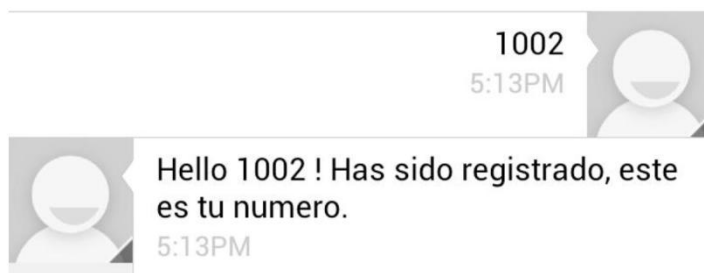 1002
5:13PM
Hello 1002 ! Has sido registrado, este
es tu numero.
5:13PM